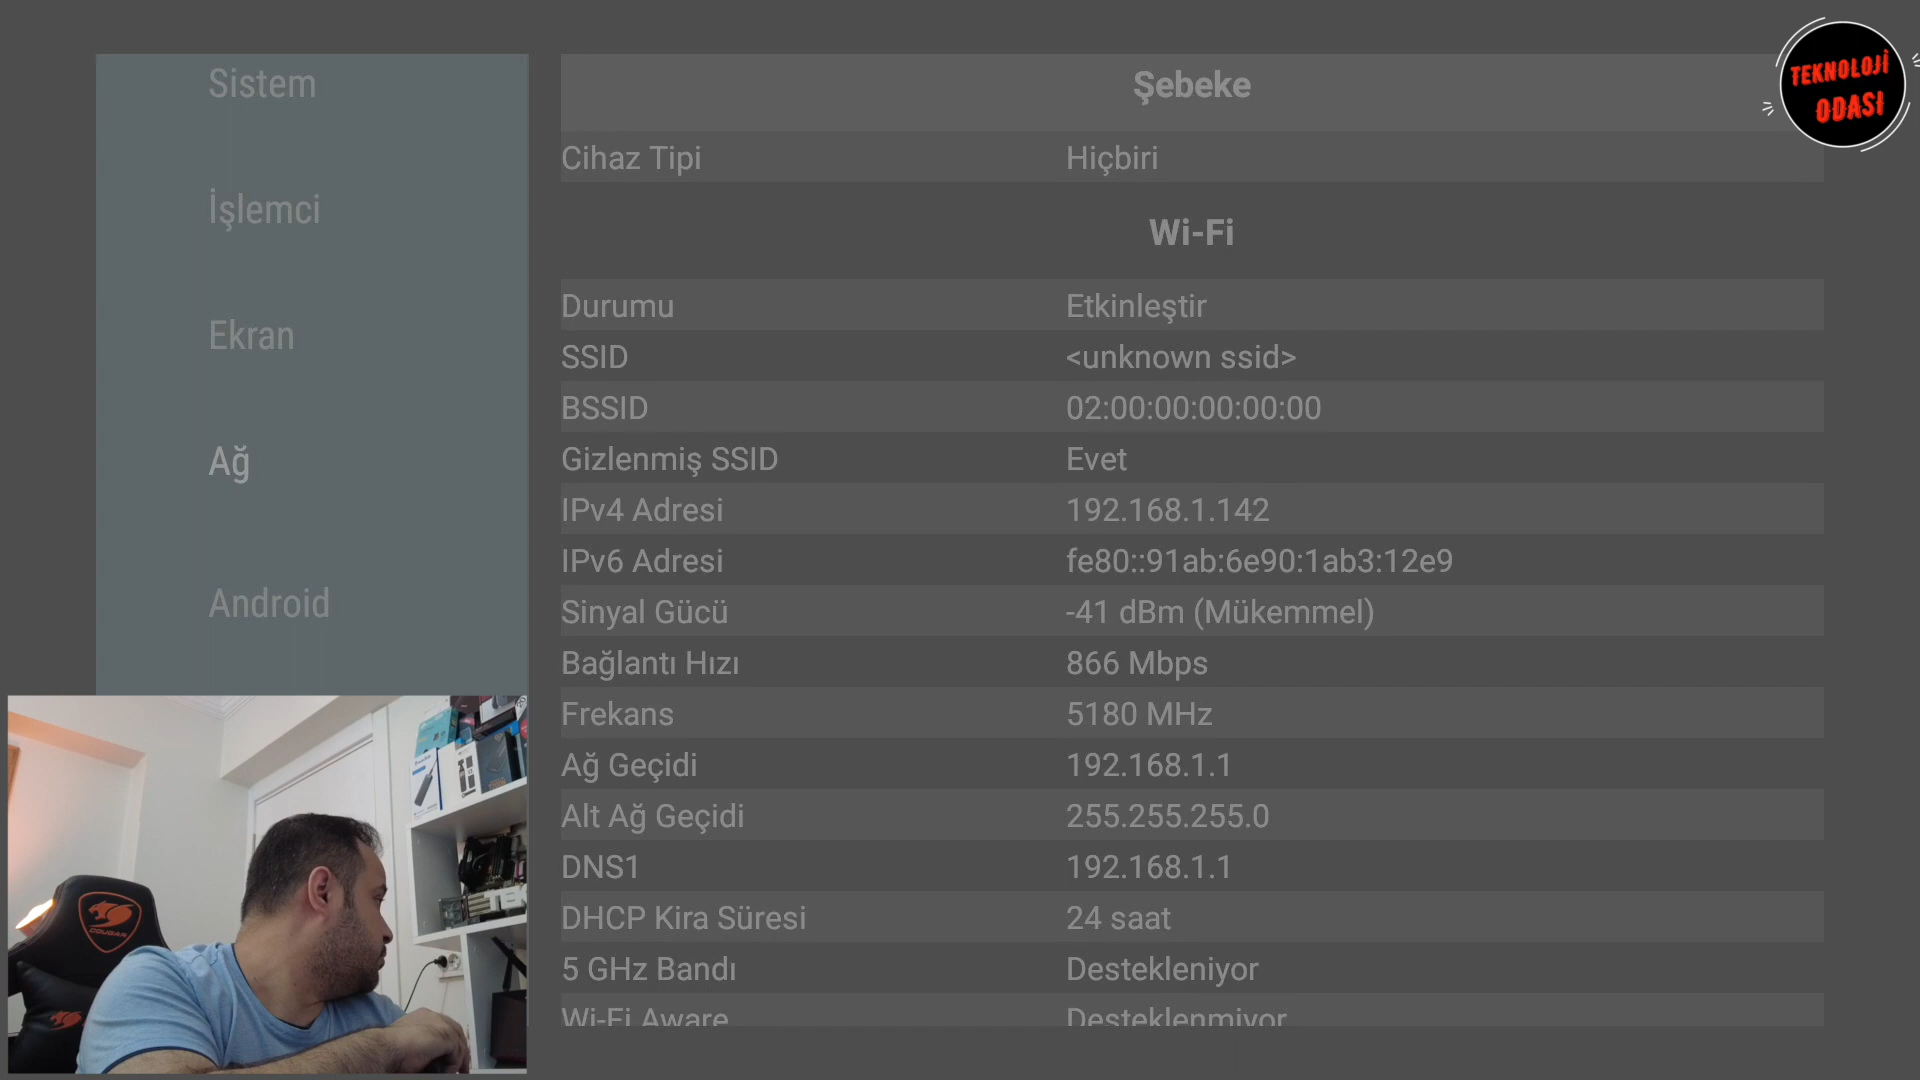 Sistem
İşlemci
Ekran
Ağ
Android
Şebeke
Cihaz Tipi Hiçbiri
Wi-Fi
Durumu Etkinleştir
SSID <unknown ssid>
BSSID 02:00:00:00:00:00
Gizlenmiş SSID Evet
IPv4 Adresi 192.168.1.142
IPv6 Adresi fe80::91ab:6e90:1ab3:12e9
Sinyal Gücü -41 dBm (Mükemmel)
Bağlantı Hızı 866 Mbps
Frekans 5180 MHz
Ağ Geçidi 192.168.1.1
Alt Ağ Geçidi 255.255.255.0
DNS1 192.168.1.1
DHCP Kira Süresi 24 saat
5 GHz Bandı Destekleniyor
Wi-Fi Aware Desteklenmiyor
TEKNOLOJİ
ODASI
COUGAR